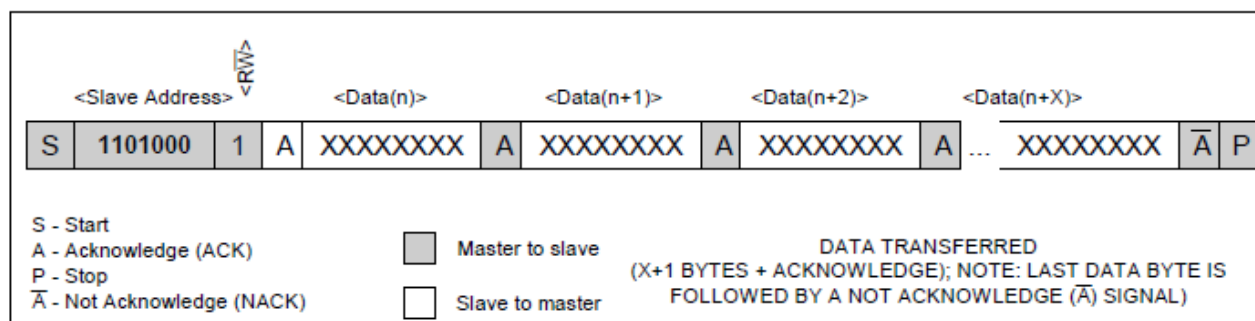 <RW̅>
<Slave Address> <Data(n)> <Data(n+1)> <Data(n+2)> <Data(n+X)>
S 1101000 1 A XXXXXXXX A XXXXXXXX A XXXXXXXX A ... XXXXXXXX A̅ P
S - Start
A - Acknowledge (ACK)
P - Stop
A̅ - Not Acknowledge (NACK)
Master to slave
Slave to master
DATA TRANSFERRED
(X+1 BYTES + ACKNOWLEDGE); NOTE: LAST DATA BYTE IS
FOLLOWED BY A NOT ACKNOWLEDGE (A̅) SIGNAL)